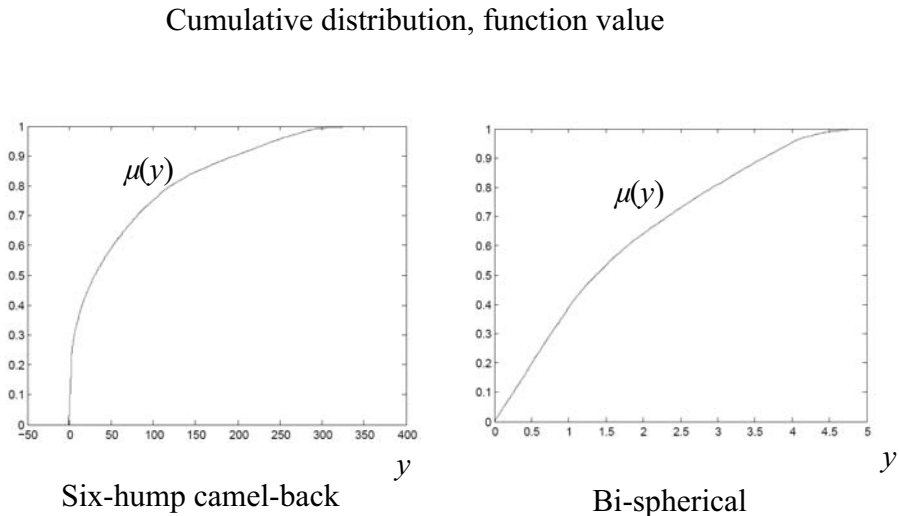 Cumulative distribution, function value
1
0.9
0.8
0.7
0.6
0.5
0.4
0.3
0.2
0.1
0
−50 0 50 100 150 200 250 300 350 400
μ(y)
y
Six-hump camel-back
1
0.9
0.8
0.7
0.6
0.5
0.4
0.3
0.2
0.1
0
0 0.5 1 1.5 2 2.5 3 3.5 4 4.5 5
μ(y)
y
Bi-spherical